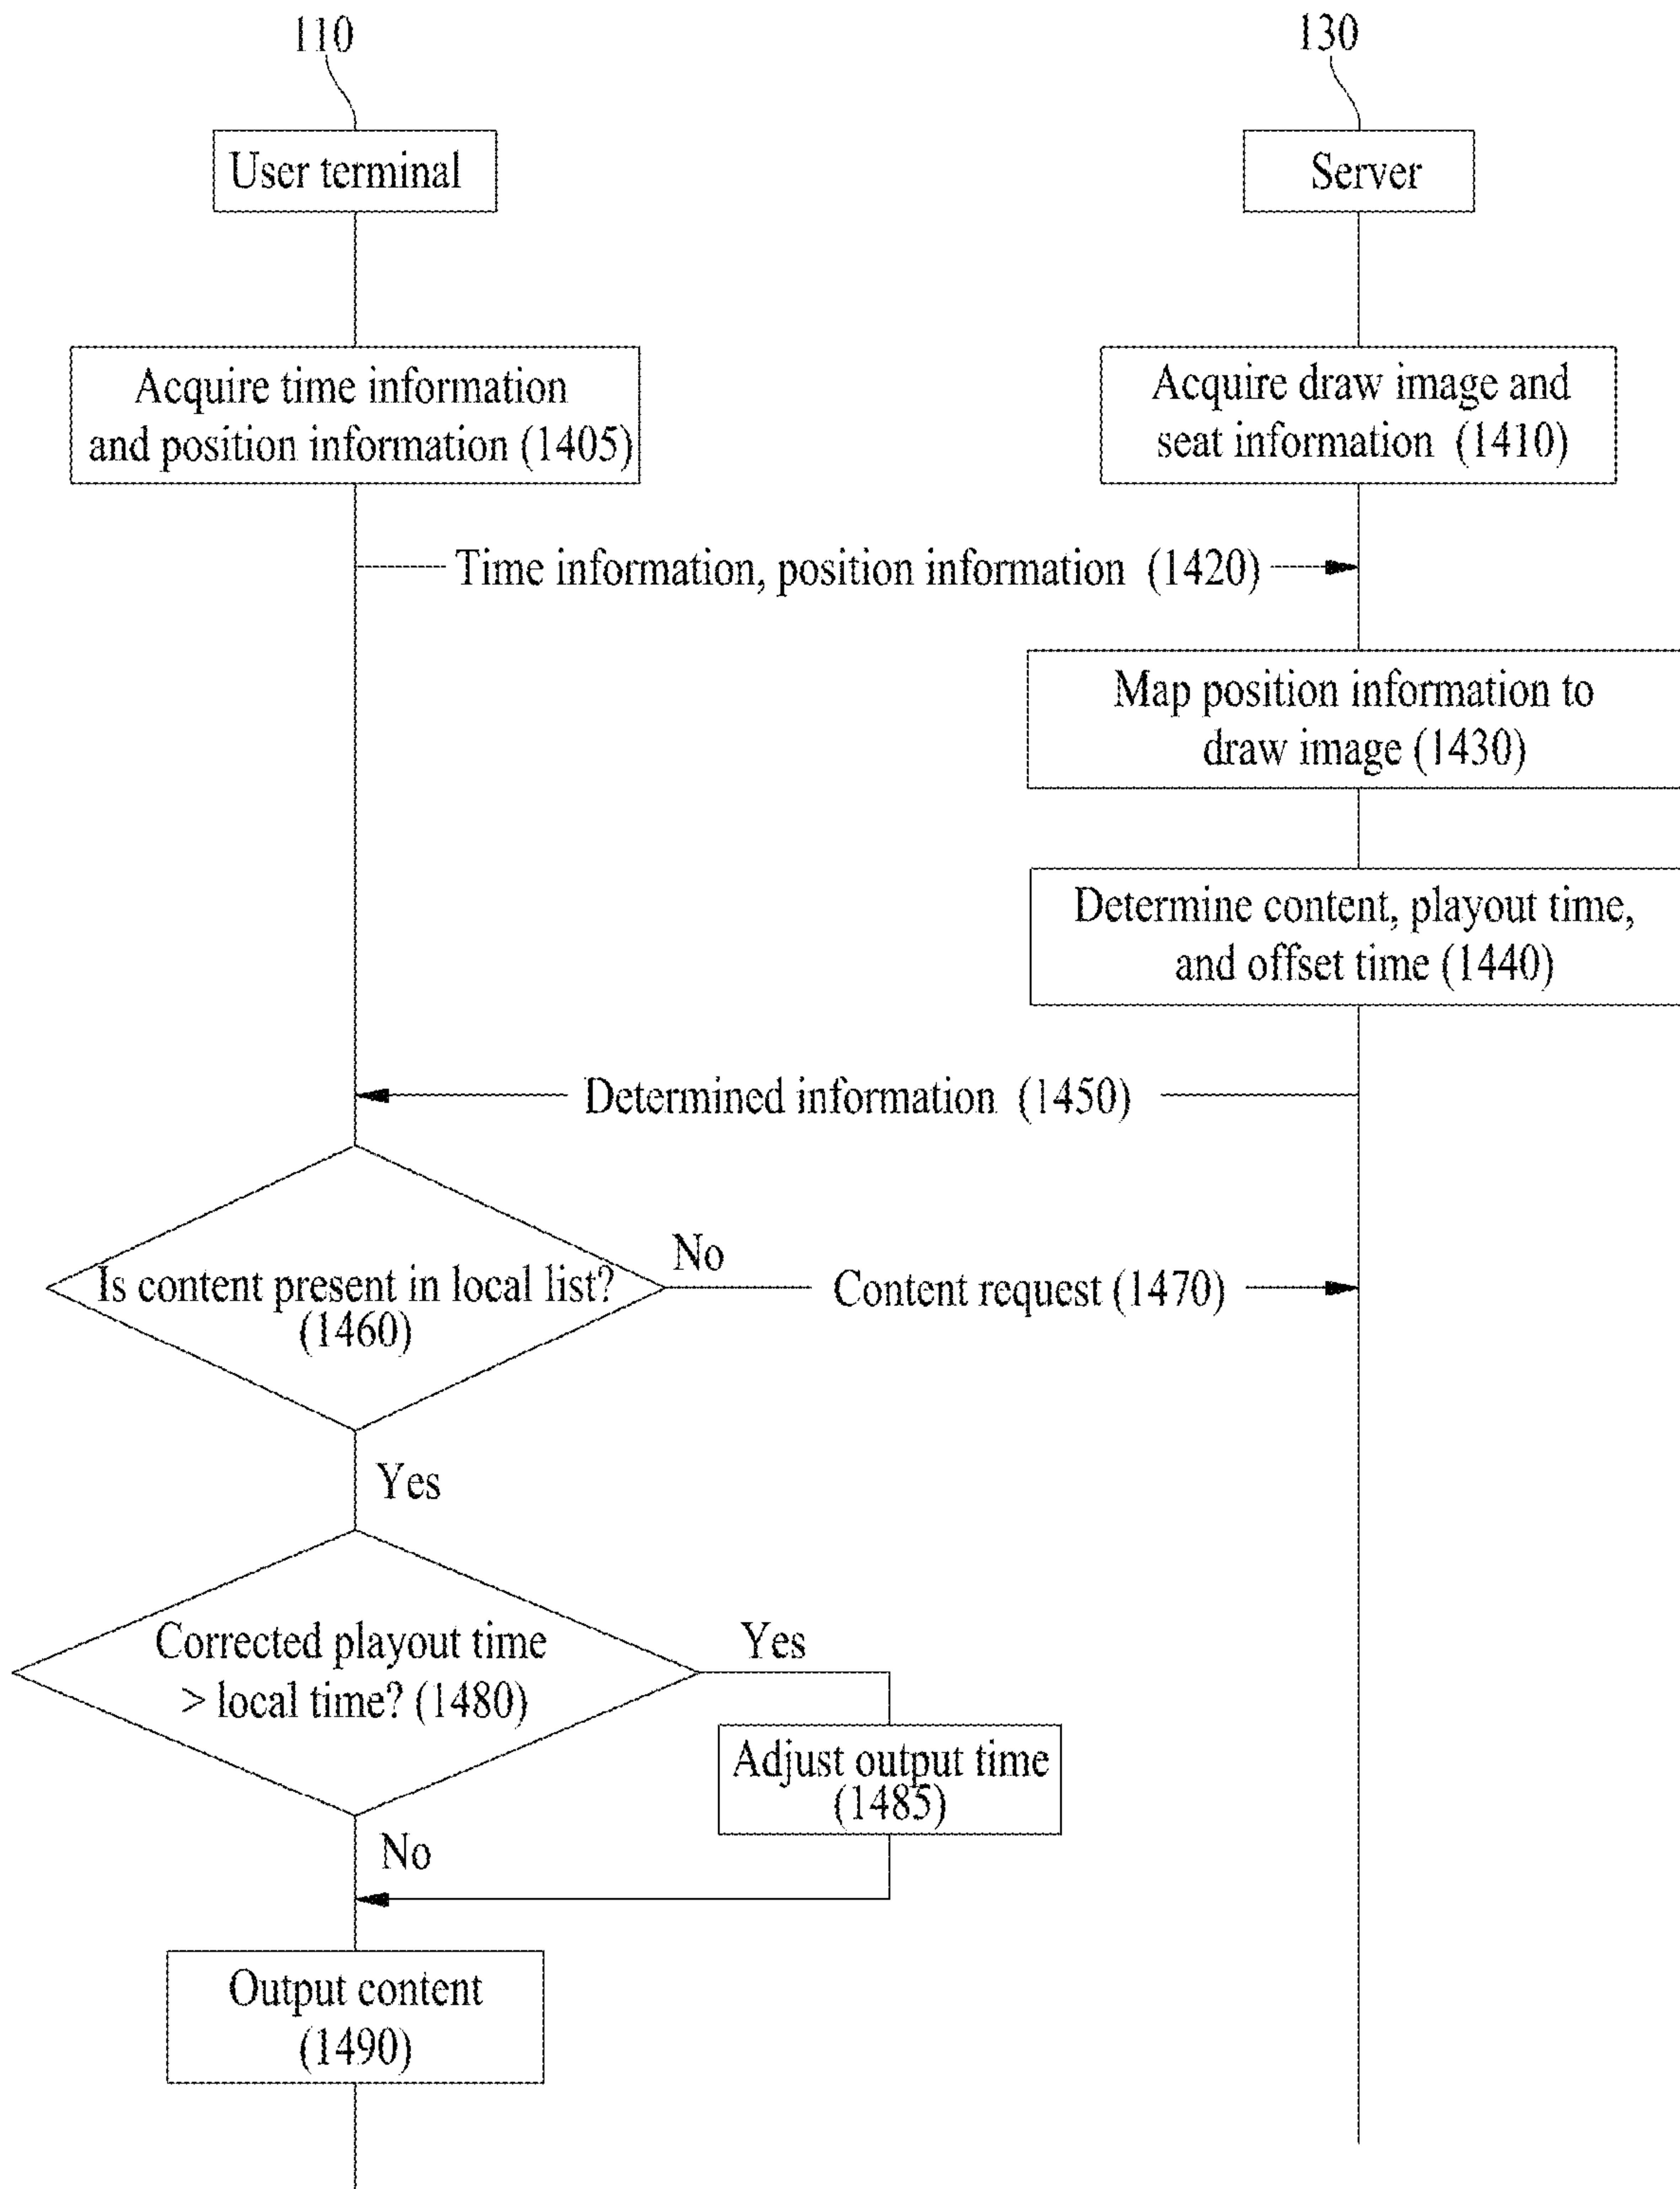 110
130
User terminal
Server
Acquire time information
and position information (1405)
Acquire draw image and
seat information (1410)
Time information, position information (1420)
Map position information to
draw image (1430)
Determine content, playout time,
and offset time (1440)
Determined information (1450)
Is content present in local list?
(1460)
No
Content request (1470)
Yes
Corrected playout time
> local time? (1480)
Yes
Adjust output time
(1485)
No
Output content
(1490)